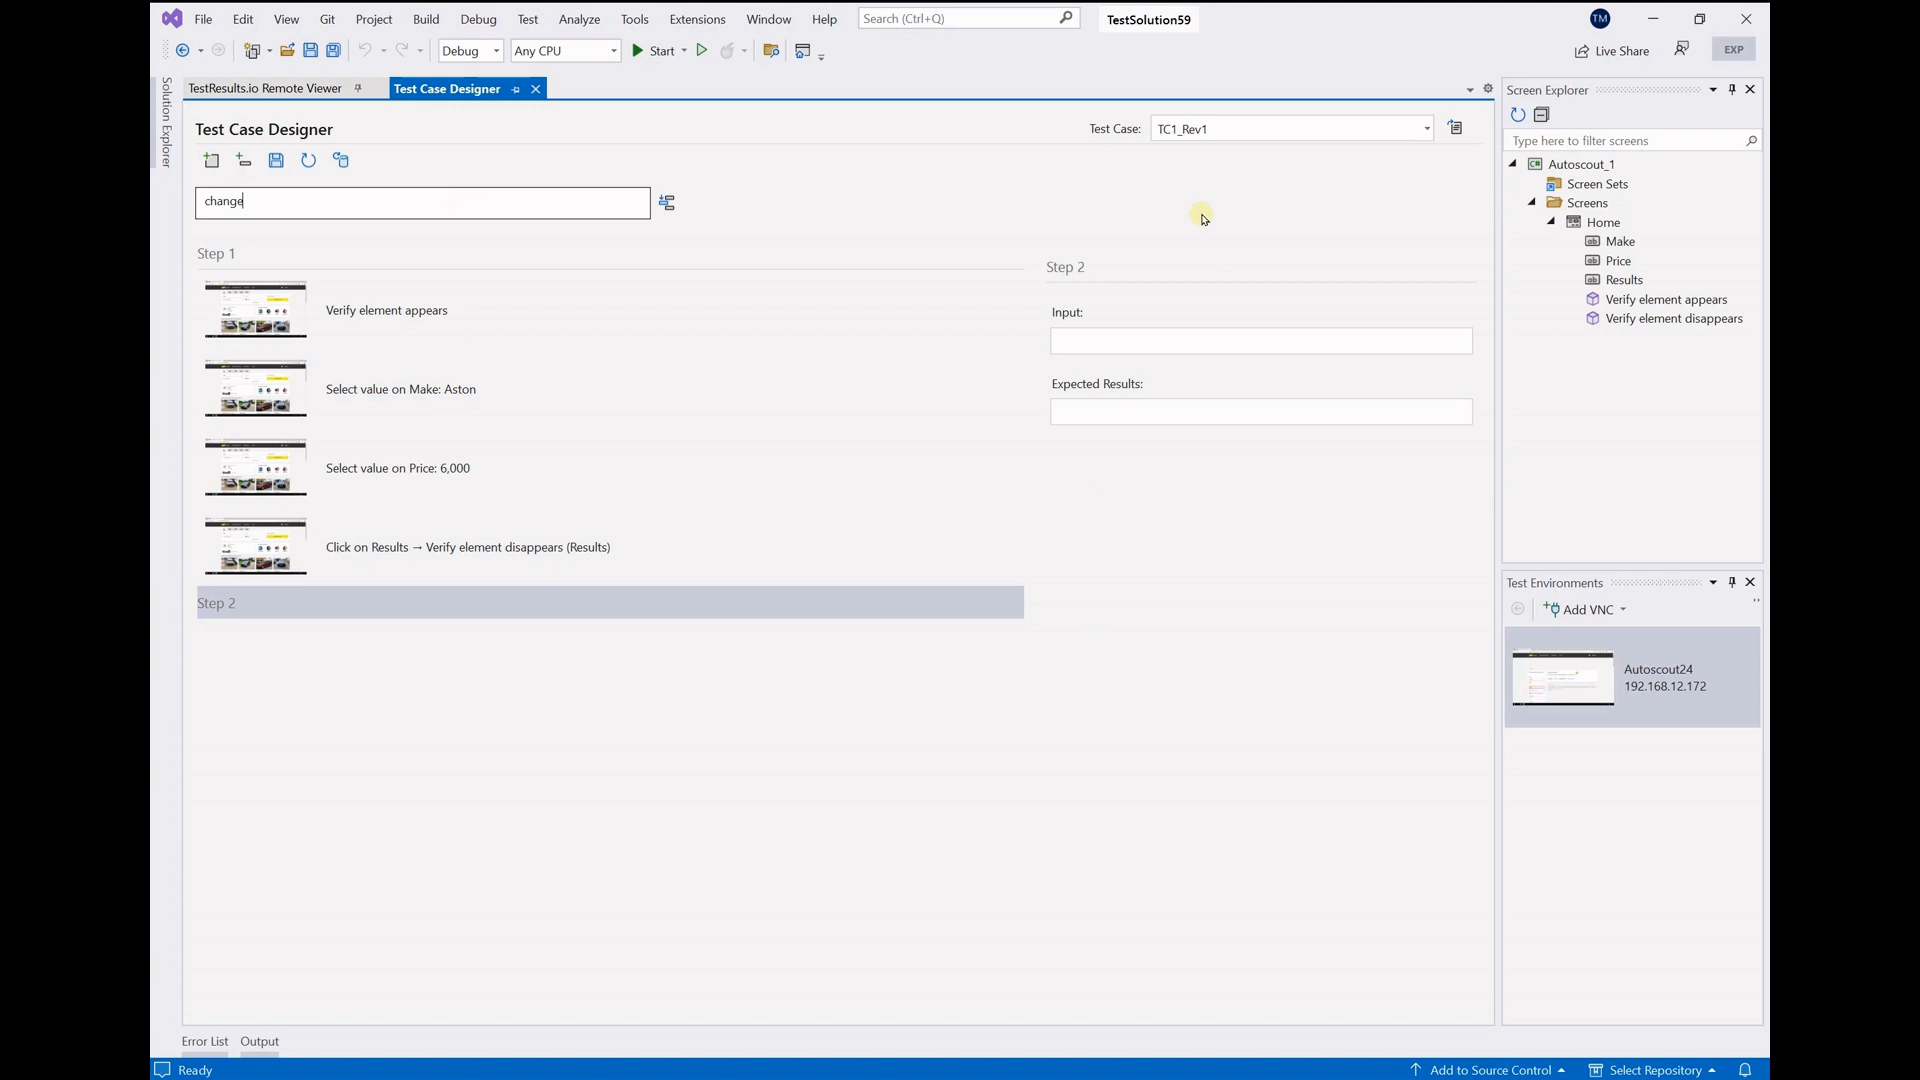 File Edit View Git Project Build Debug Test Analyze Tools Extensions Window Help Search (Ctrl+Q) TestSolution59 TM
Debug Any CPU Start Live Share EXP
Solution Explorer
TestResults.io Remote Viewer Test Case Designer
Test Case Designer
Test Case: TC1_Rev1
change
Step 1
Verify element appears
Select value on Make: Aston
Select value on Price: 6,000
Click on Results → Verify element disappears (Results)
Step 2
Step 2
Input:
Expected Results:
Screen Explorer
Type here to filter screens
C# Autoscout_1
Screen Sets
Screens
Home
ab Make
ab Price
ab Results
Verify element appears
Verify element disappears
Test Environments
Add VNC
Autoscout24
192.168.12.172
Error List Output
Ready Add to Source Control Select Repository